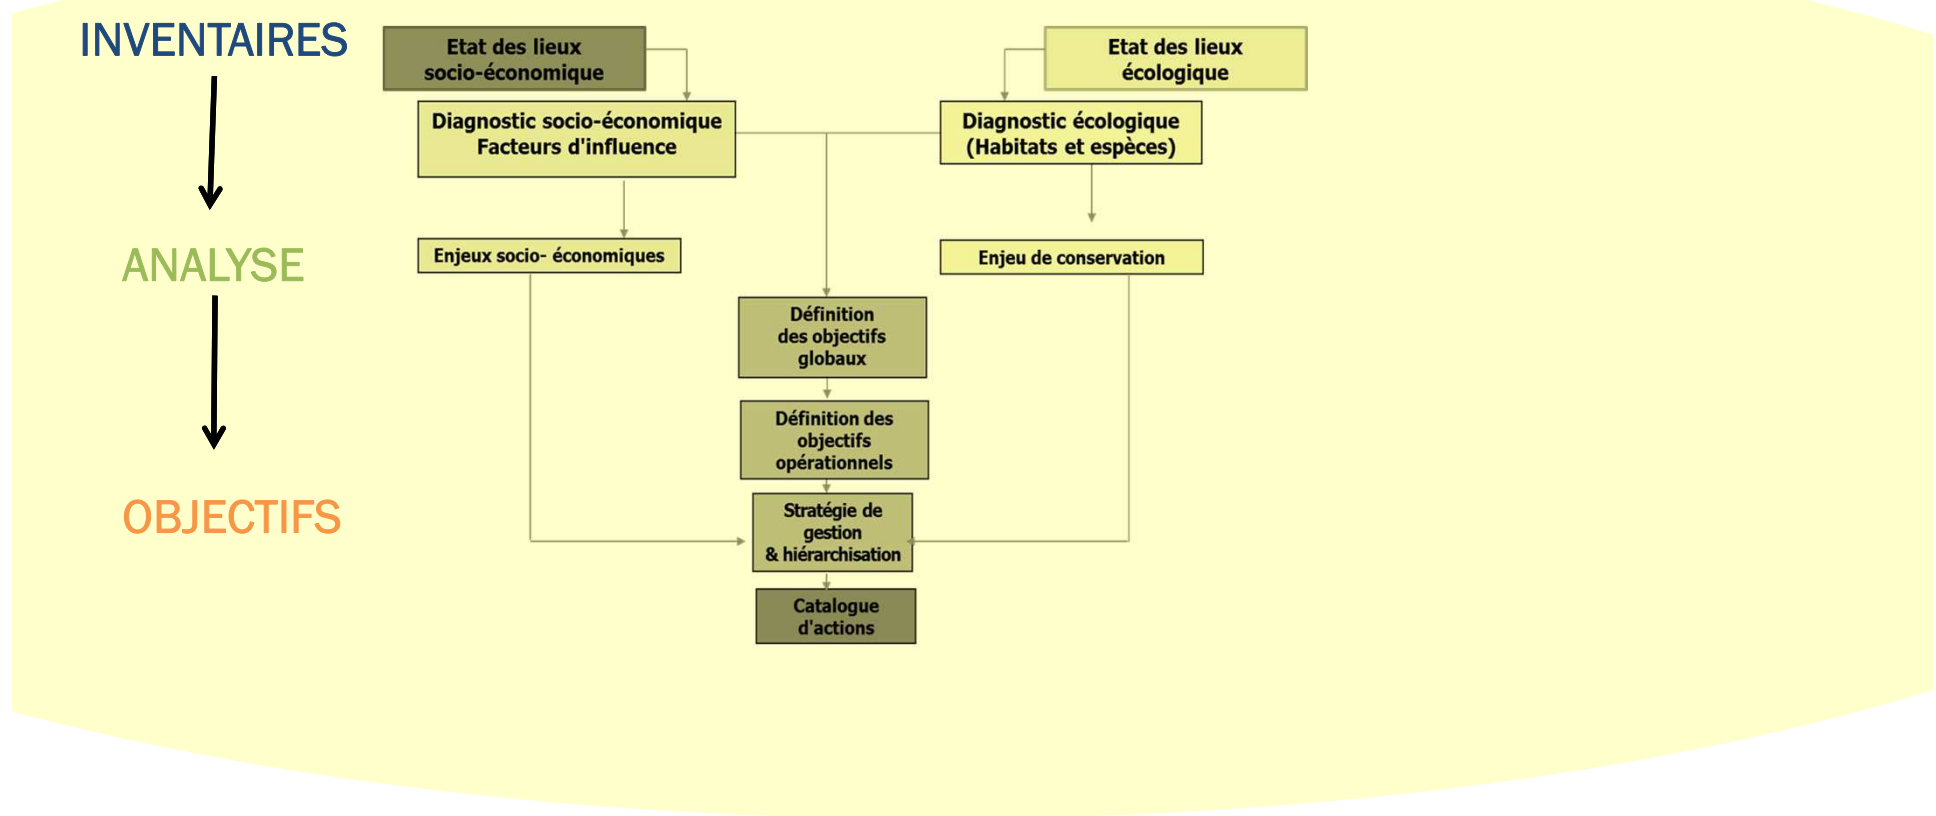 INVENTAIRES
Etat des lieux
socio-économique
Etat des lieux
écologique
Diagnostic socio-économique
Facteurs d'influence
Diagnostic écologique
(Habitats et espèces)
ANALYSE
Enjeux socio- économiques
Enjeu de conservation
Définition
des objectifs
globaux
Définition des
objectifs
opérationnels
OBJECTIFS
Stratégie de
gestion
& hiérarchisation
Catalogue
d'actions